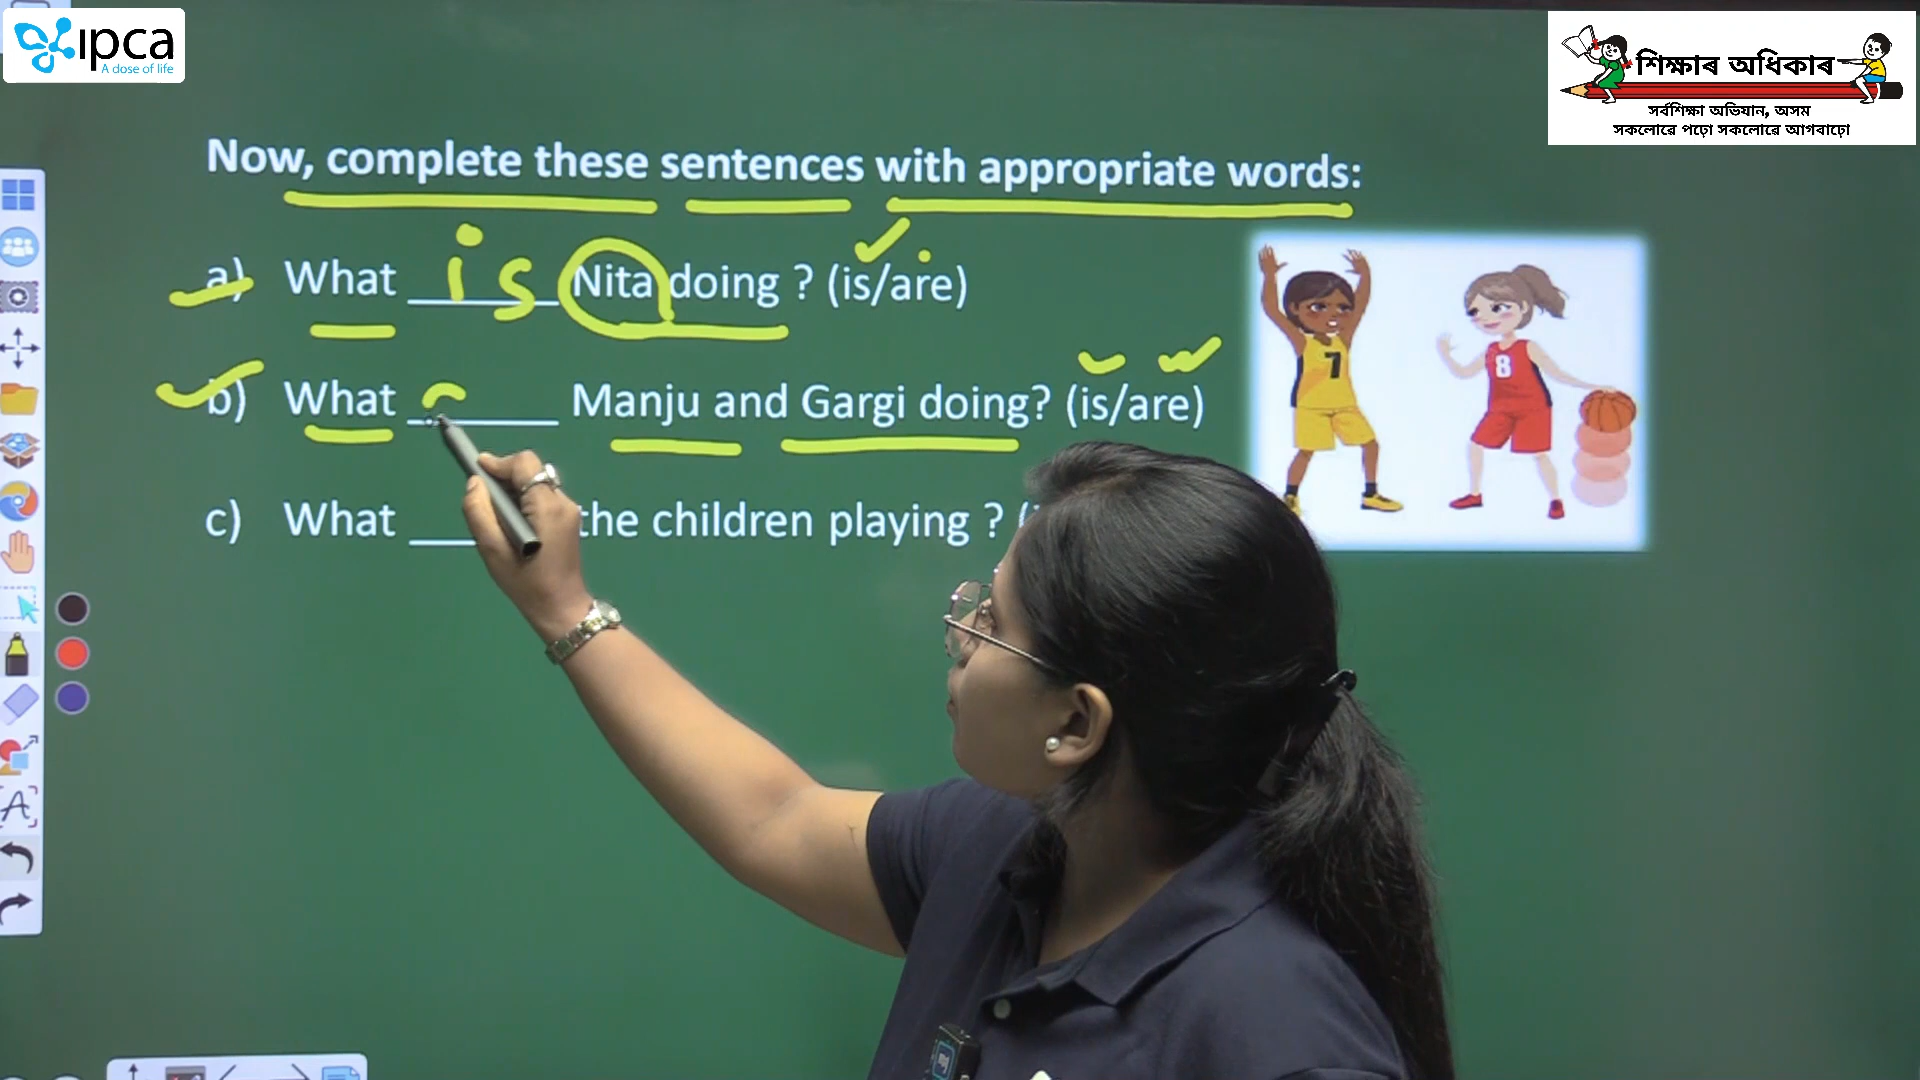 ipca
A dose of life
শিক্ষাৰ অধিকাৰ
সৰ্বশিক্ষা অভিযান, অসম
সকলোৱে পঢ়ো সকলোৱে আগবাঢ়ো
Now, complete these sentences with appropriate words:
a) What is Nita doing ? (is/are)
b) What ______ Manju and Gargi doing? (is/are)
c) What ___ the children playing ? (
7
8
A